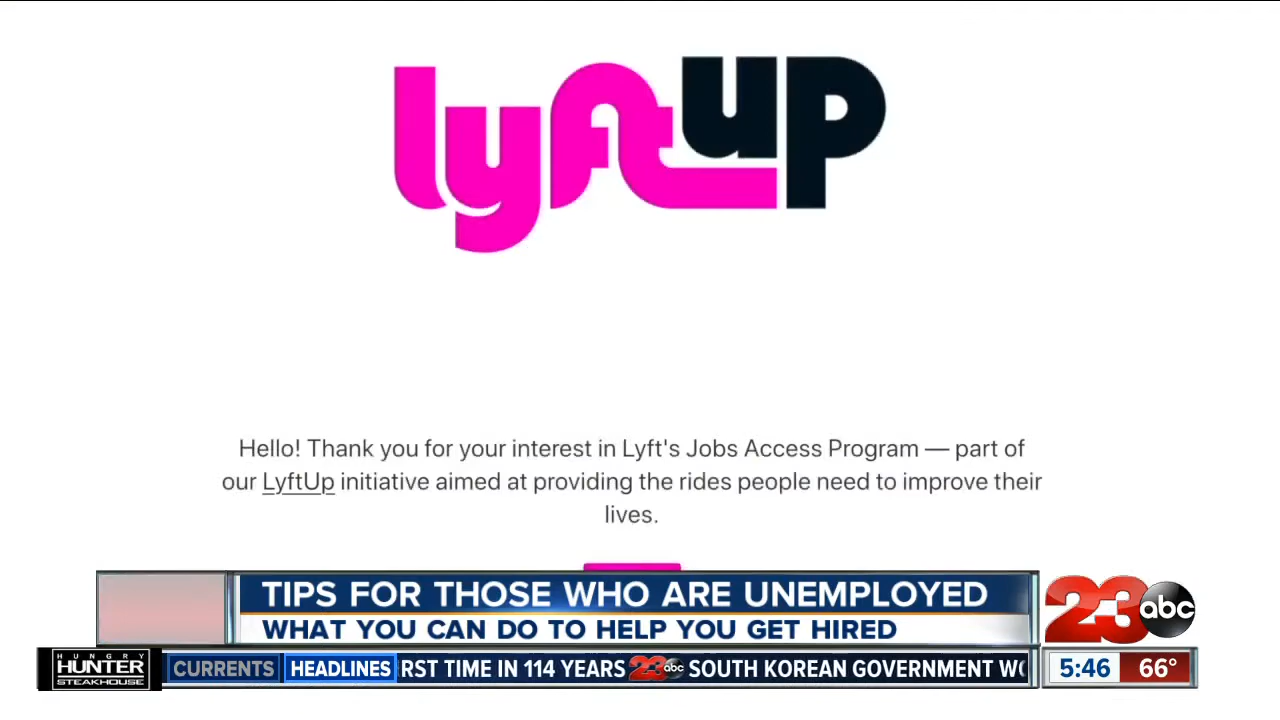 lyft up
Hello! Thank you for your interest in Lyft's Jobs Access Program — part of
our LyftUp initiative aimed at providing the rides people need to improve their
lives.
TIPS FOR THOSE WHO ARE UNEMPLOYED
WHAT YOU CAN DO TO HELP YOU GET HIRED
23 abc
HUNGRY
HUNTER
STEAKHOUSE
CURRENTS
HEADLINES
RST TIME IN 114 YEARS 23 abc SOUTH KOREAN GOVERNMENT WO
5:46
66°